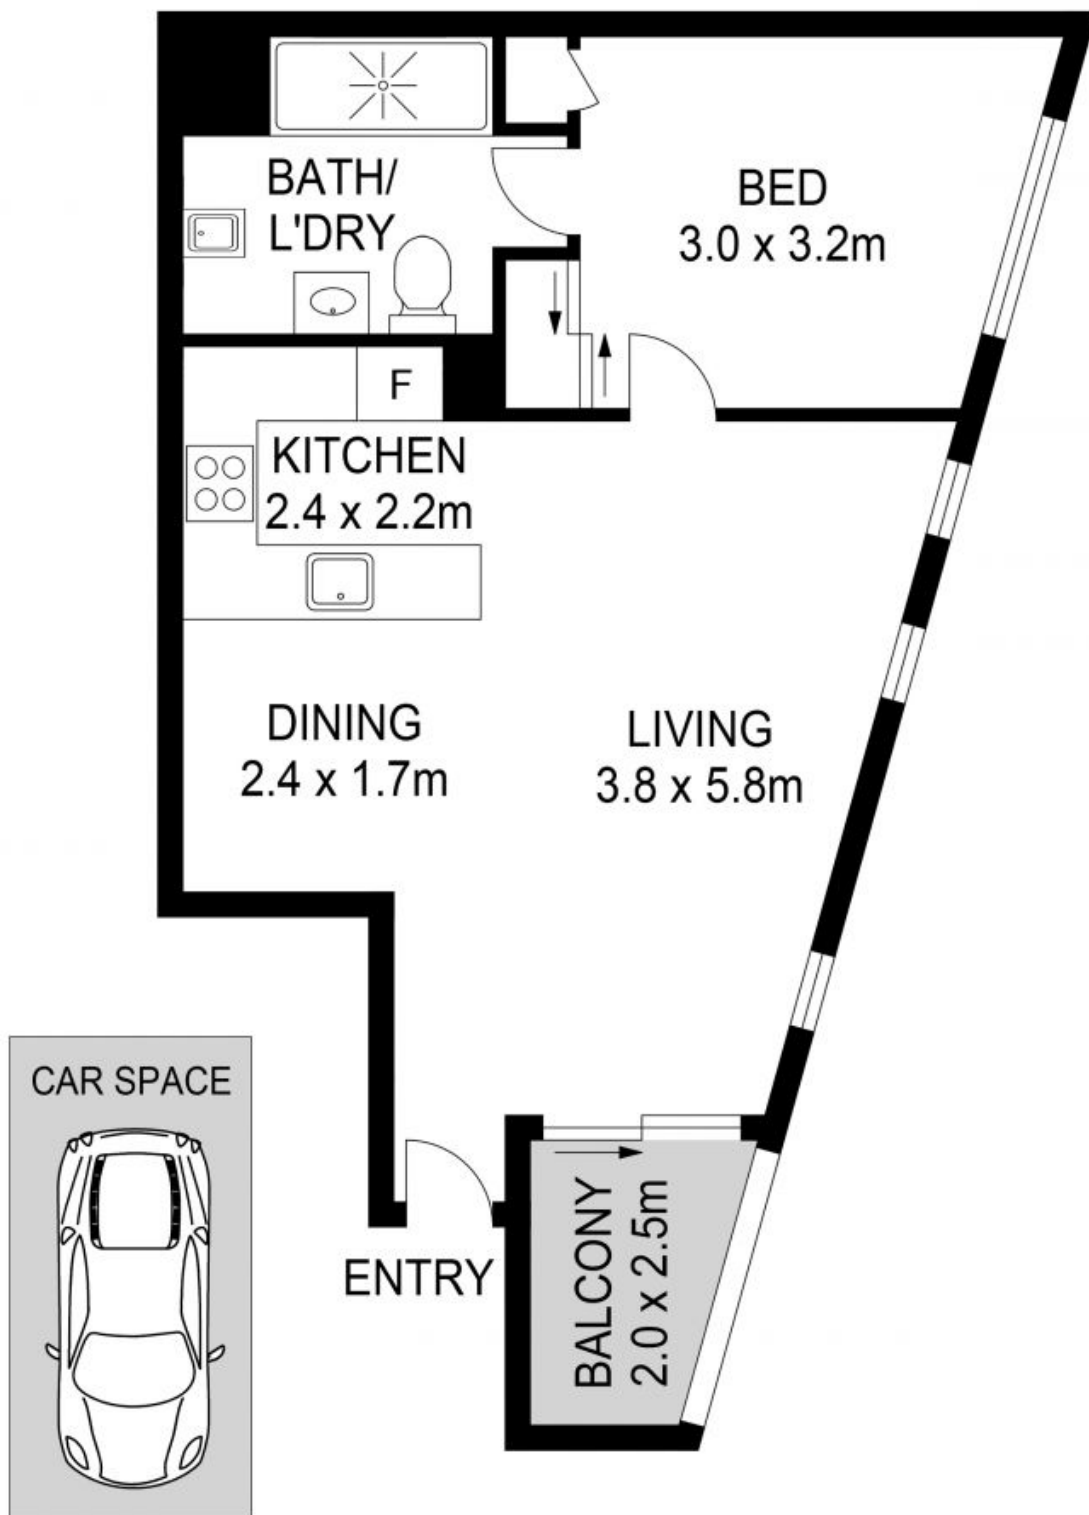 BATH/
L'DRY
BED
3.0 x 3.2m
F
KITCHEN
2.4 x 2.2m
DINING
2.4 x 1.7m
LIVING
3.8 x 5.8m
CAR SPACE
ENTRY
BALCONY
2.0 x 2.5m